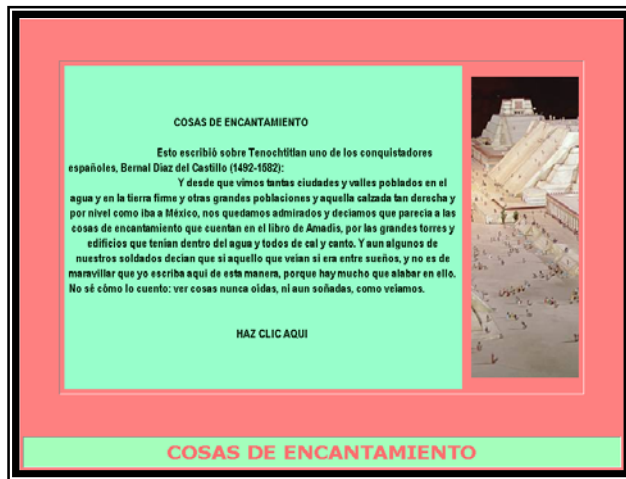 COSAS DE ENCANTAMIENTO
Esto escribió sobre Tenochtitlan uno de los conquistadores
españoles, Bernal Díaz del Castillo (1492-1582):
Y desde que vimos tantas ciudades y valles poblados en el
agua y en la tierra firme y otras grandes poblaciones y aquella calzada tan derecha y
por nivel como iba a México, nos quedamos admirados y decíamos que parecía a las
cosas de encantamiento que cuentan en el libro de Amadís, por las grandes torres y
edificios que tenían dentro del agua y todos de cal y canto. Y aun algunos de
nuestros soldados decían que si aquello que veían si era entre sueños, y no es de
maravillar que yo escriba aquí de esta manera, porque hay mucho que alabar en ello.
No sé cómo lo cuento: ver cosas nunca oídas, ni aun soñadas, como veíamos.
HAZ CLIC AQUI
COSAS DE ENCANTAMIENTO